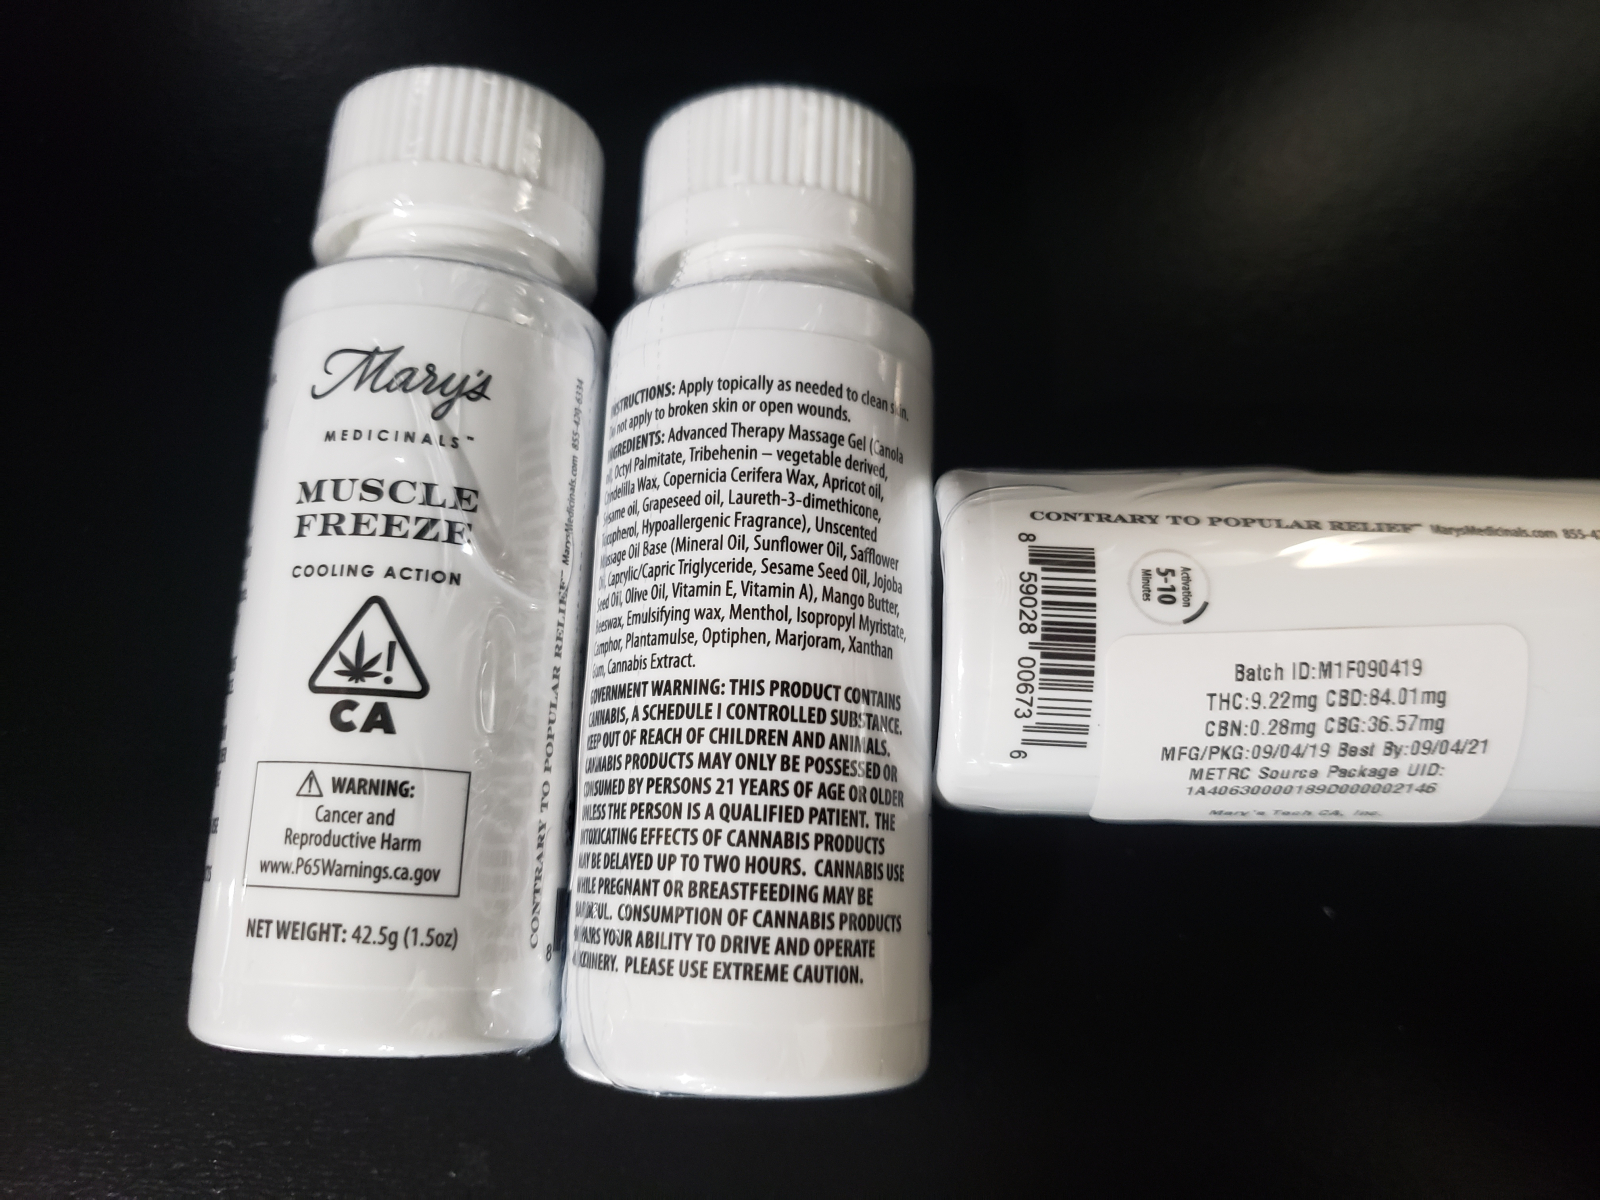 Mary's
MEDICINALS™
MUSCLE
FREEZE
COOLING ACTION
!
CA
WARNING:
Cancer and
Reproductive Harm
www.P65Warnings.ca.gov
NET WEIGHT: 42.5g (1.5oz)
CONTRARY TO POPULAR RELIEF™ MarysMedicinals.com 855-420-6334
8
INSTRUCTIONS: Apply topically as needed to clean skin.
Do not apply to broken skin or open wounds.
INGREDIENTS: Advanced Therapy Massage Gel (Canola
oil, Octyl Palmitate, Tribehenin – vegetable derived,
Candelilla Wax, Copernicia Cerifera Wax, Apricot oil,
Sesame oil, Grapeseed oil, Laureth-3-dimethicone,
Tocopherol, Hypoallergenic Fragrance), Unscented
Massage Oil Base (Mineral Oil, Sunflower Oil, Safflower
Oil, Caprylic/Capric Triglyceride, Sesame Seed Oil, Jojoba
Seed Oil, Olive Oil, Vitamin E, Vitamin A), Mango Butter,
Beeswax, Emulsifying wax, Menthol, Isopropyl Myristate,
Camphor, Plantamulse, Optiphen, Marjoram, Xanthan
Gum, Cannabis Extract.
GOVERNMENT WARNING: THIS PRODUCT CONTAINS
CANNABIS, A SCHEDULE I CONTROLLED SUBSTANCE.
KEEP OUT OF REACH OF CHILDREN AND ANIMALS.
CANNABIS PRODUCTS MAY ONLY BE POSSESSED OR
CONSUMED BY PERSONS 21 YEARS OF AGE OR OLDER
UNLESS THE PERSON IS A QUALIFIED PATIENT. THE
INTOXICATING EFFECTS OF CANNABIS PRODUCTS
MAY BE DELAYED UP TO TWO HOURS. CANNABIS USE
WHILE PREGNANT OR BREASTFEEDING MAY BE
HARMFUL. CONSUMPTION OF CANNABIS PRODUCTS
IMPAIRS YOUR ABILITY TO DRIVE AND OPERATE
MACHINERY. PLEASE USE EXTREME CAUTION.
CONTRARY TO POPULAR RELIEF™ MarysMedicinals.com 855-4
8 59028 00673 6
Activation
5-10
Minutes
Batch ID:M1F090419
THC:9.22mg CBD:84.01mg
CBN:0.28mg CBG:36.57mg
MFG/PKG:09/04/19 Best By:09/04/21
METRC Source Package UID:
1A40630000189D000002146
Mary's Tech CA, Inc.